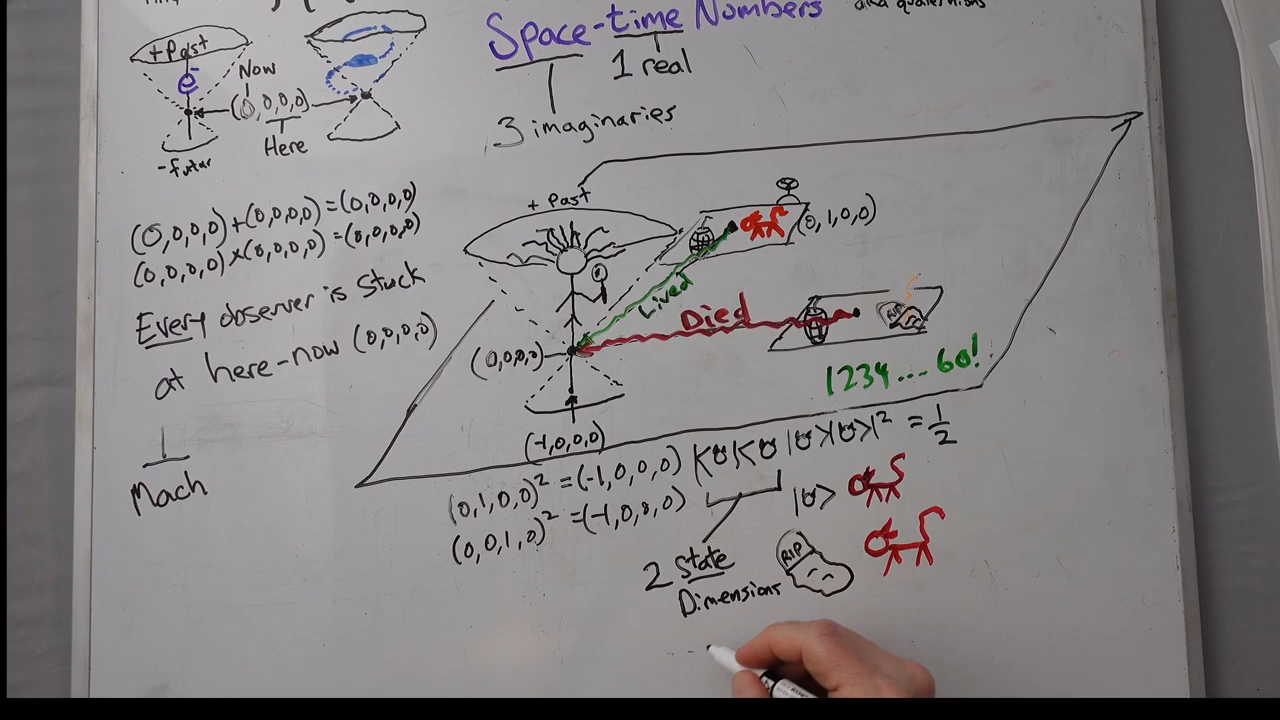 Space-time Numbers
aka quaternions
3 imaginaries
1 real
+Past
e-
Now
(0,0,0,0)
Here
-futur
(0,0,0,0)+(0,0,0,0)=(0,0,0,0)
(0,0,0,0)×(0,0,0,0)=(0,0,0,0)
Every observer is stuck
at here-now (0,0,0,0)
Mach
+ Past
(0,1,0,0)
Lived
Died
RIP
(0,0,0,0)
1234...60!
(-1,0,0,0)
(0,1,0,0)²=(-1,0,0,0)
(0,0,1,0)²=(-1,0,0,0)
=1/2
2 State
Dimensions
RIP